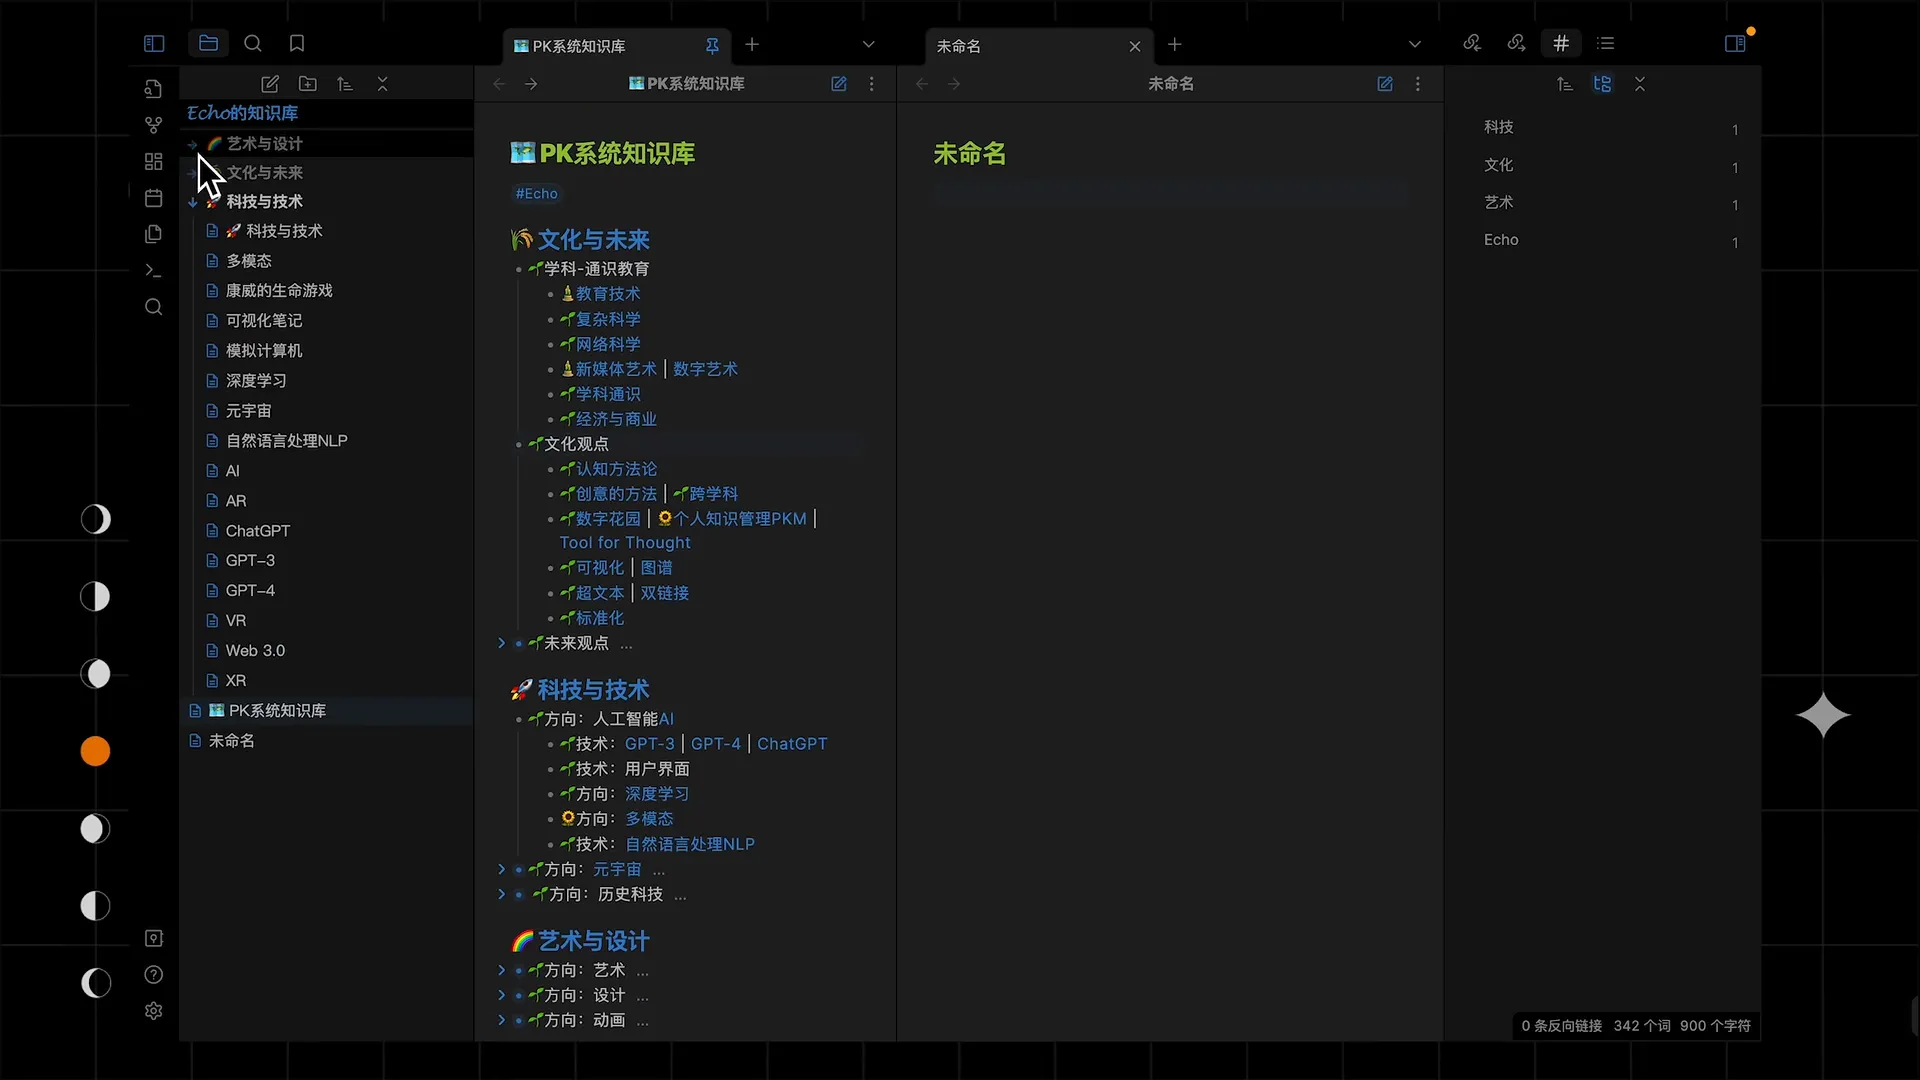 PK系统知识库
未命名
PK系统知识库
未命名
Echo的知识库
艺术与设计
文化与未来
科技与技术
科技与技术
多模态
康威的生命游戏
可视化笔记
模拟计算机
深度学习
元宇宙
自然语言处理NLP
AI
AR
ChatGPT
GPT-3
GPT-4
VR
Web 3.0
XR
PK系统知识库
未命名
PK系统知识库
#Echo
文化与未来
学科-通识教育
教育技术
复杂科学
网络科学
新媒体艺术 | 数字艺术
学科通识
经济与商业
文化观点
认知方法论
创意的方法 | 跨学科
数字花园 | 个人知识管理PKM |
Tool for Thought
可视化 | 图谱
超文本 | 双链接
标准化
未来观点 ...
科技与技术
方向：人工智能AI
技术：GPT-3 | GPT-4 | ChatGPT
技术：用户界面
方向：深度学习
方向：多模态
技术：自然语言处理NLP
方向：元宇宙 ...
方向：历史科技 ...
艺术与设计
方向：艺术 ...
方向：设计 ...
方向：动画 ...
未命名
科技 1
文化 1
艺术 1
Echo 1
0 条反向链接 342 个词 900 个字符